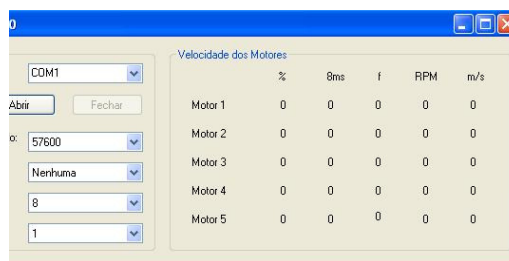 0
COM1
Abrir Fechar
o: 57600
Nenhuma
8
1
Velocidade dos Motores
% 8ms f RPM m/s
Motor 1 0 0 0 0 0
Motor 2 0 0 0 0 0
Motor 3 0 0 0 0 0
Motor 4 0 0 0 0 0
Motor 5 0 0 0 0 0